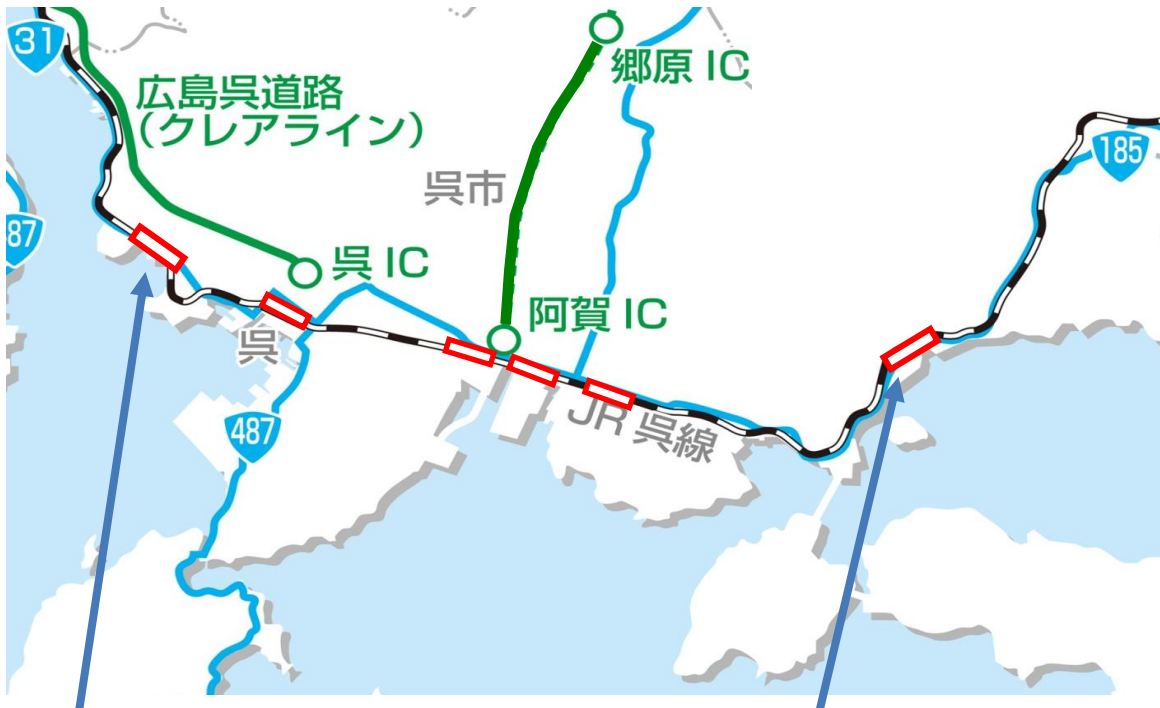 31
広島呉道路
(クレアライン)
郷原 IC
185
呉市
87
呉 IC
阿賀 IC
呉
487
JR 呉線